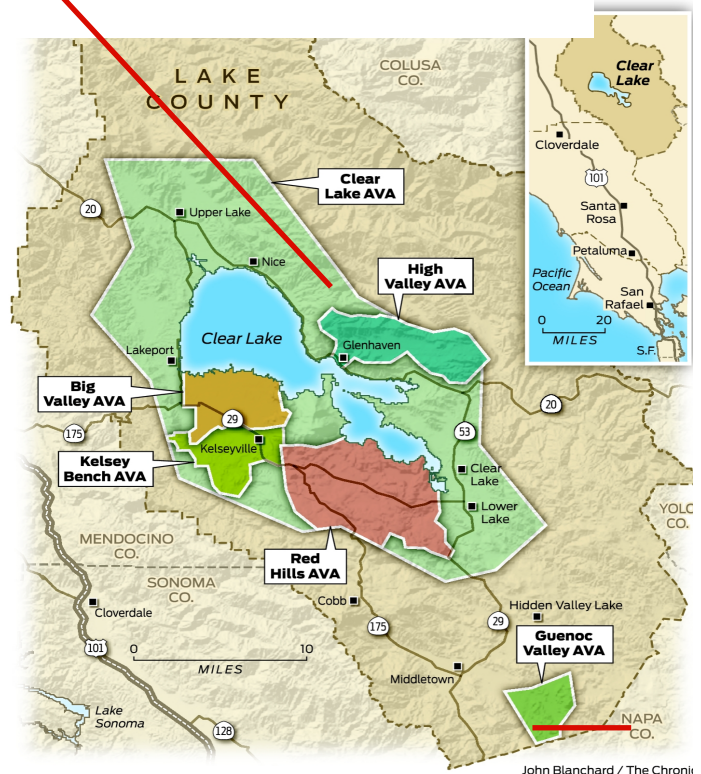 LAKE
COUNTY
COLUSA
CO.
Clear
Lake AVA
20
Upper Lake
Nice
High
Valley AVA
Clear Lake
Glenhaven
Lakeport
Big
Valley AVA
29
20
175
53
Kelseyville
Kelsey
Bench AVA
Clear
Lake
Lower
Lake
YOLO
CO.
MENDOCINO
CO.
Red
Hills AVA
SONOMA
CO.
Cobb
Hidden Valley Lake
Cloverdale
175
29
Guenoc
Valley AVA
101
0 10
MILES
Middletown
Lake
Sonoma
128
NAPA
CO.
Clear
Lake
Cloverdale
101
Santa
Rosa
Petaluma
Pacific
Ocean
San
Rafael
0 20
MILES
S.F.
John Blanchard / The Chronic